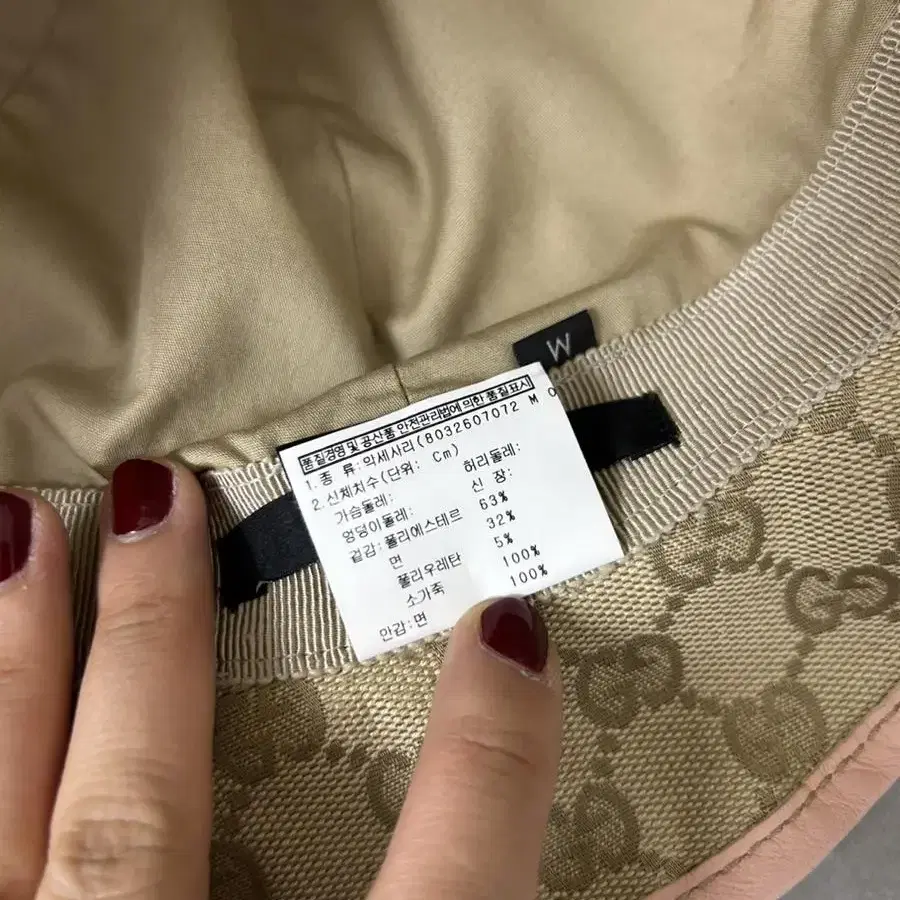 M
품질경영 및 공산품 안전관리법에 의한 품질표시
1. 종 류: 악세사리(8032607072 M 0
2. 신체치수(단위: Cm)
가슴둘레: 허리둘레:
엉덩이둘레: 신 장:
겉감: 폴리에스테르 63%
면 32%
폴리우레탄 5%
소가죽 100%
안감: 면 100%